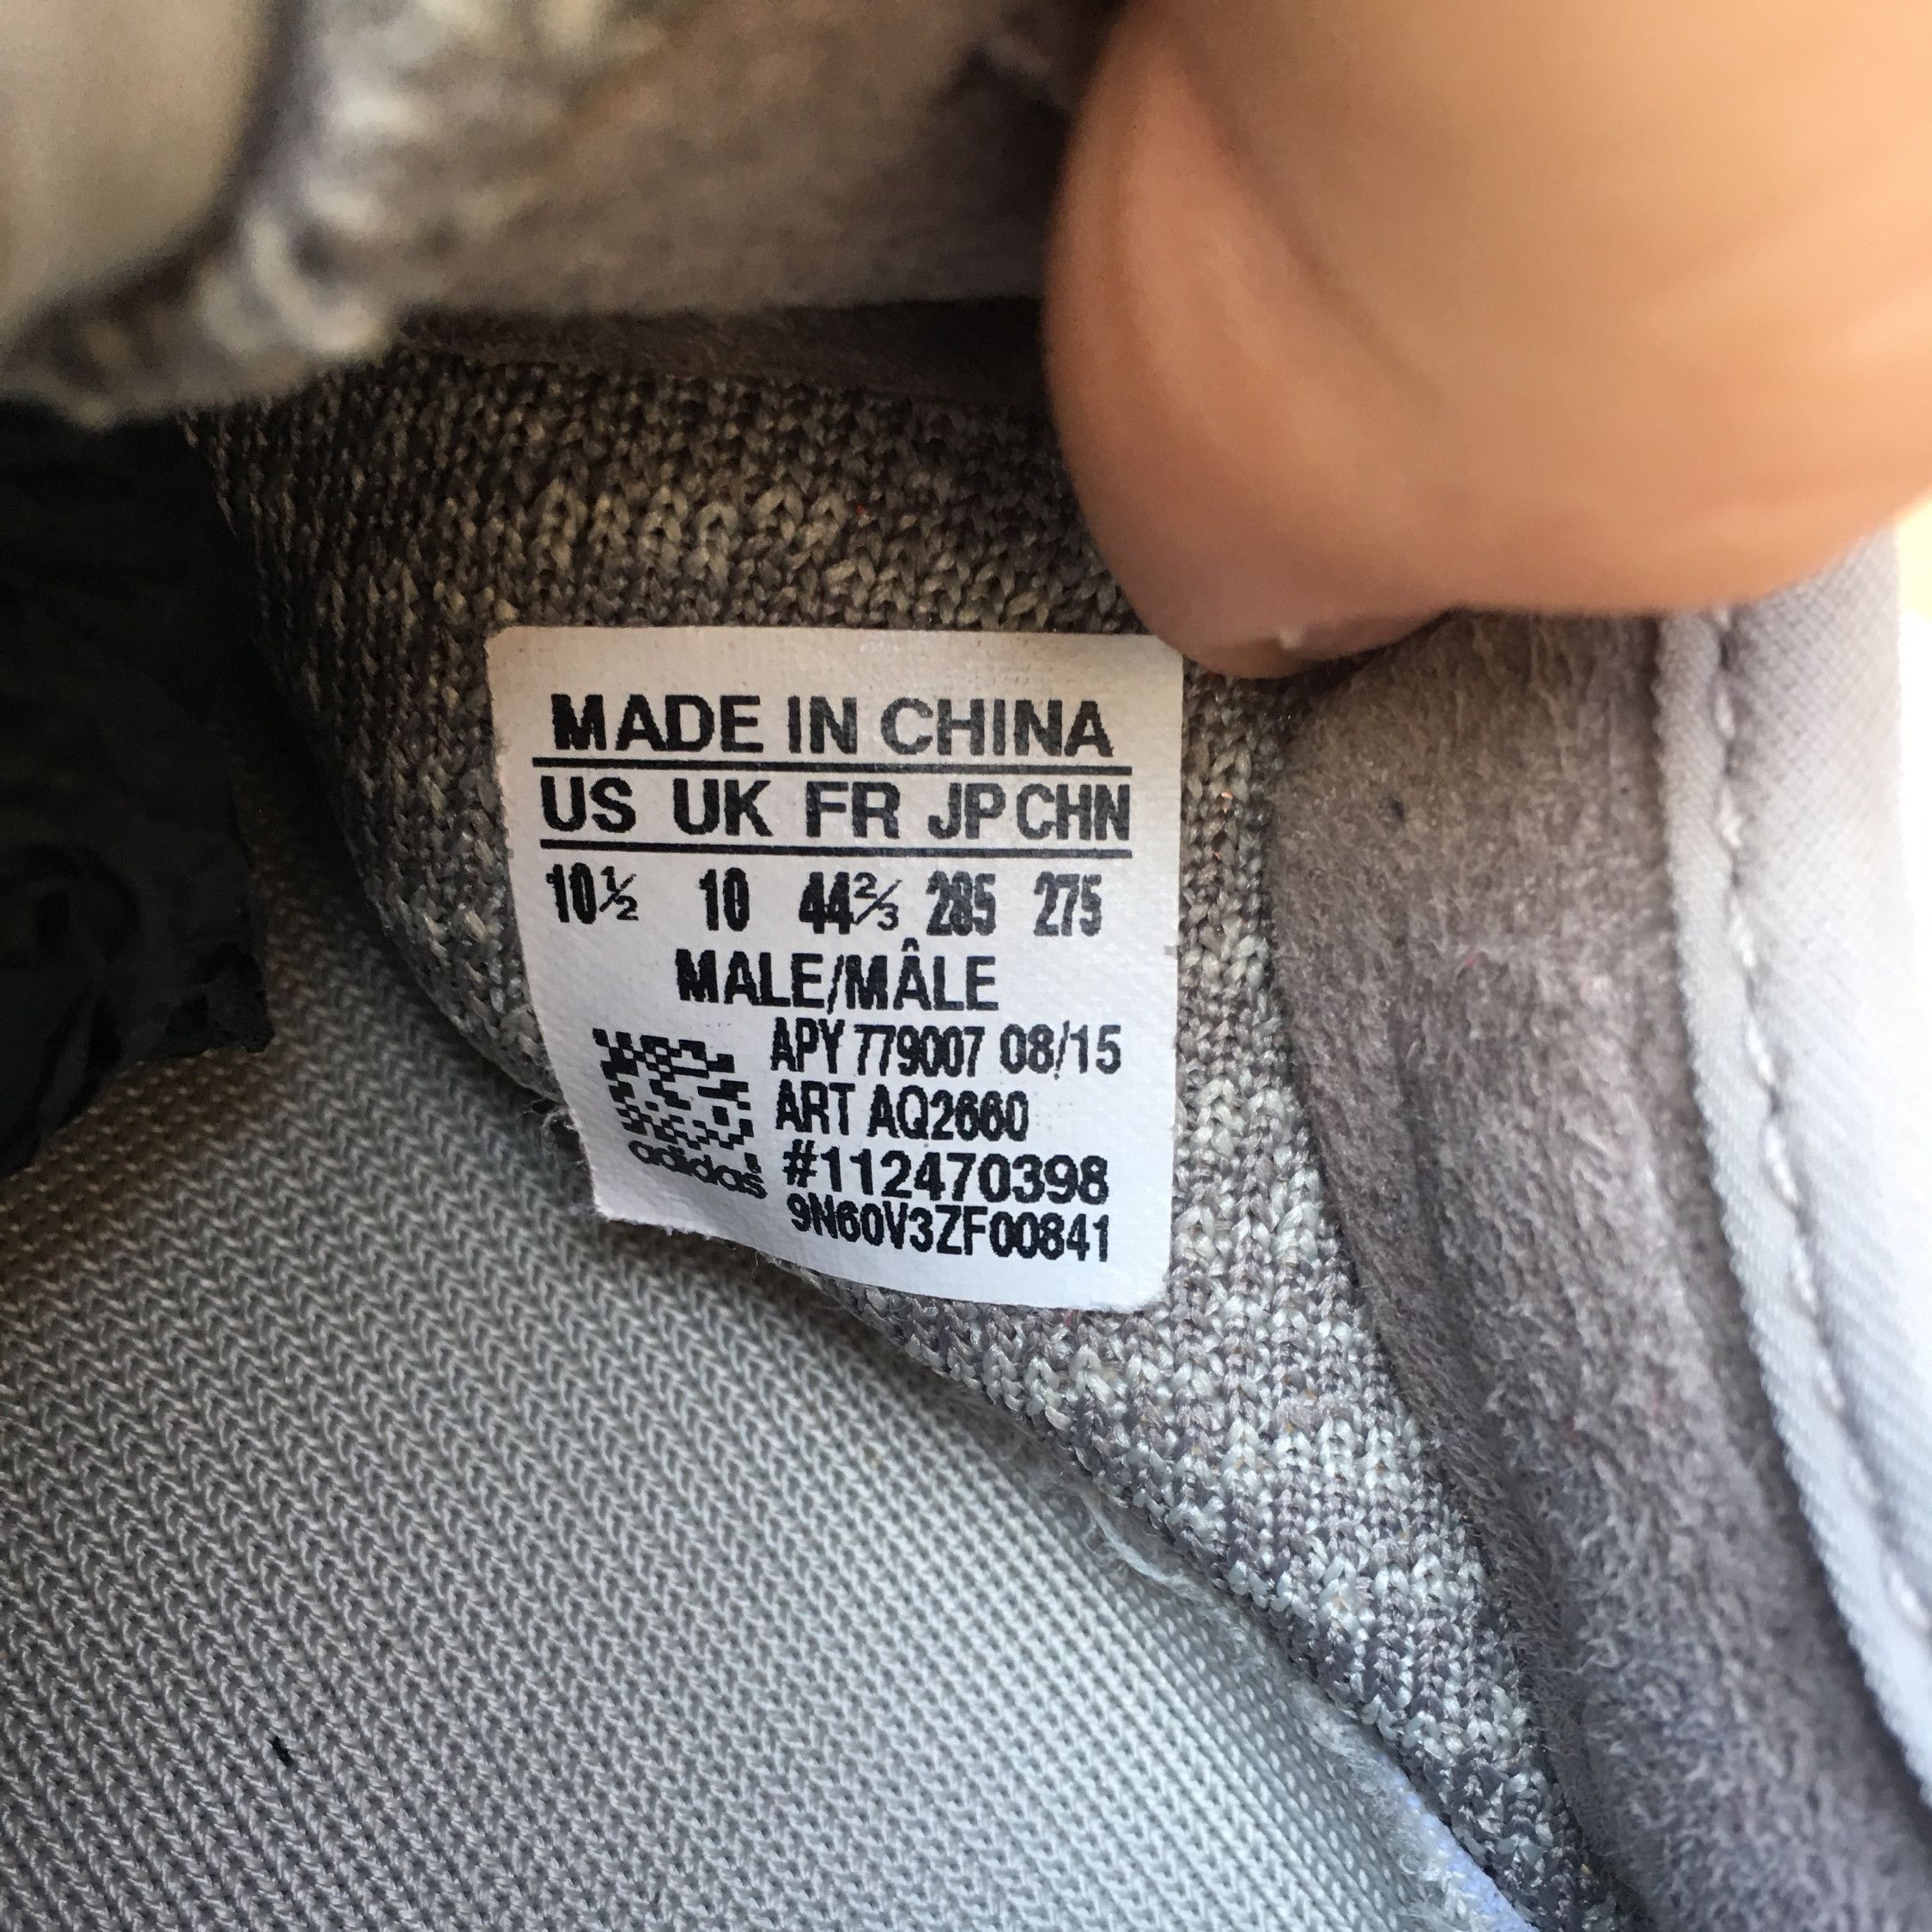 MADE IN CHINA
US UK FR JP CHN
10½ 10 44⅔ 285 275
MALE/MÂLE
APY 779007 08/15
ART AQ2660
adidas #112470398
9N60V3ZF00841